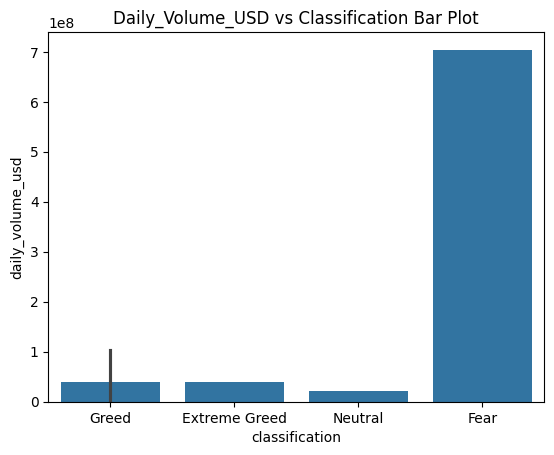 Daily_Volume_USD vs Classification Bar Plot
1e8
7
6
5
4
3
2
1
0
daily_volume_usd
Greed Extreme Greed Neutral Fear
classification